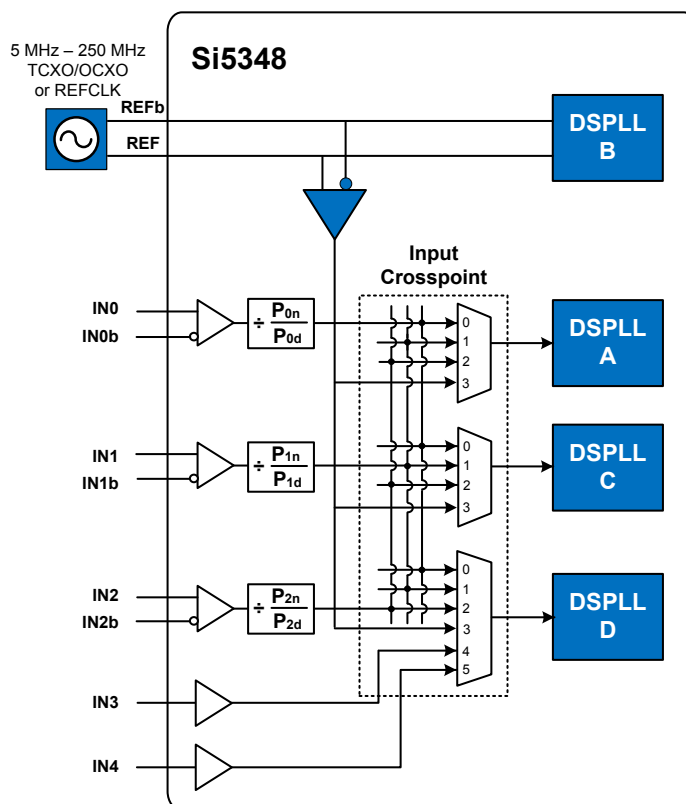 5 MHz – 250 MHz
TCXO/OCXO
or REFCLK
Si5348
REFb
REF
DSPLL
B
Input
Crosspoint
IN0
IN0b
÷ P0n
P0d
0
1
2
3
DSPLL
A
IN1
IN1b
÷ P1n
P1d
0
1
2
3
DSPLL
C
IN2
IN2b
÷ P2n
P2d
0
1
2
3
4
5
DSPLL
D
IN3
IN4